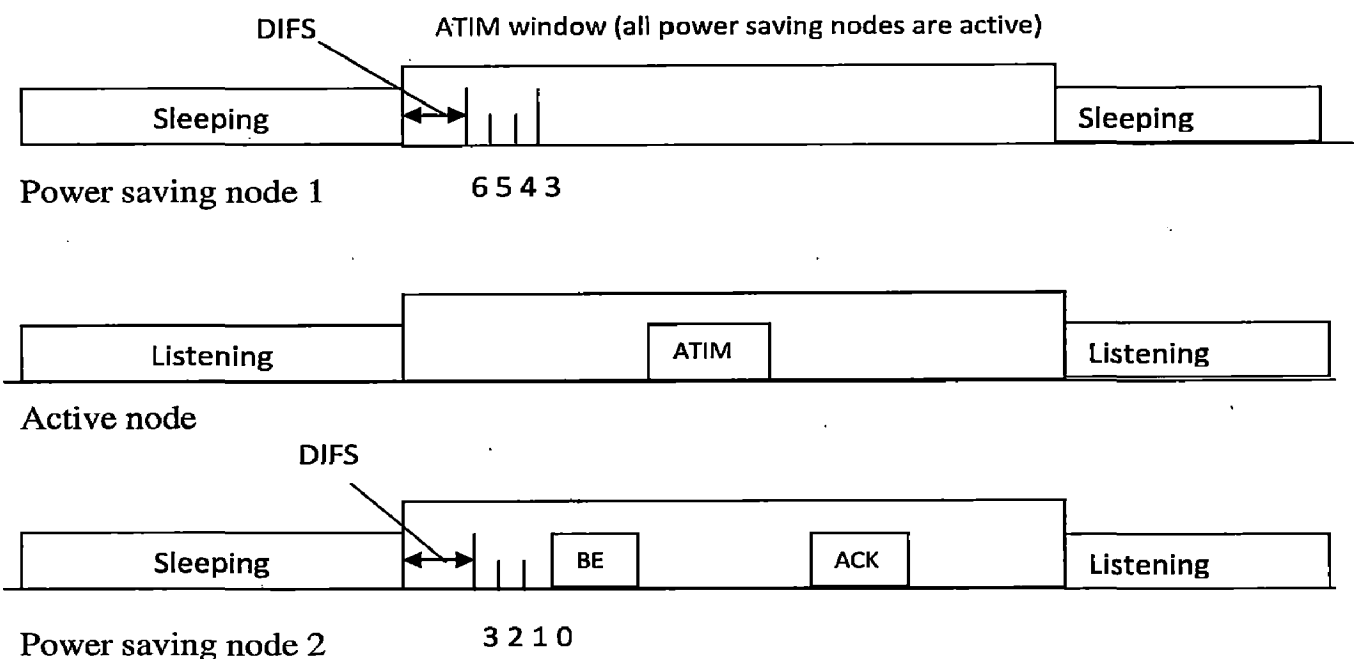 DIFS
ATIM window (all power saving nodes are active)
Sleeping
Sleeping
Power saving node 1
6 5 4 3
Listening
ATIM
Listening
Active node
DIFS
Sleeping
BE
ACK
Listening
Power saving node 2
3 2 1 0